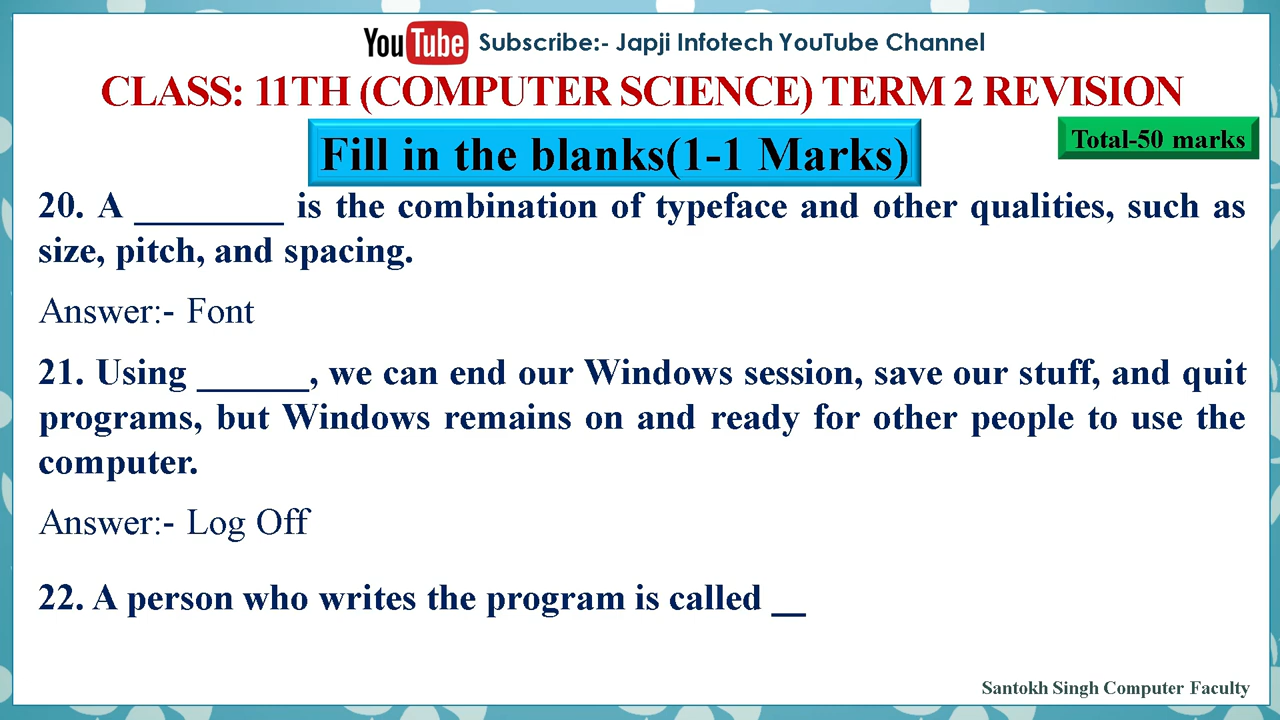 YouTube Subscribe:- Japji Infotech YouTube Channel
CLASS: 11TH (COMPUTER SCIENCE) TERM 2 REVISION
Fill in the blanks(1-1 Marks)
Total-50 marks
20. A ________ is the combination of typeface and other qualities, such as
size, pitch, and spacing.
Answer:- Font
21. Using ______, we can end our Windows session, save our stuff, and quit
programs, but Windows remains on and ready for other people to use the
computer.
Answer:- Log Off
22. A person who writes the program is called __
Santokh Singh Computer Faculty